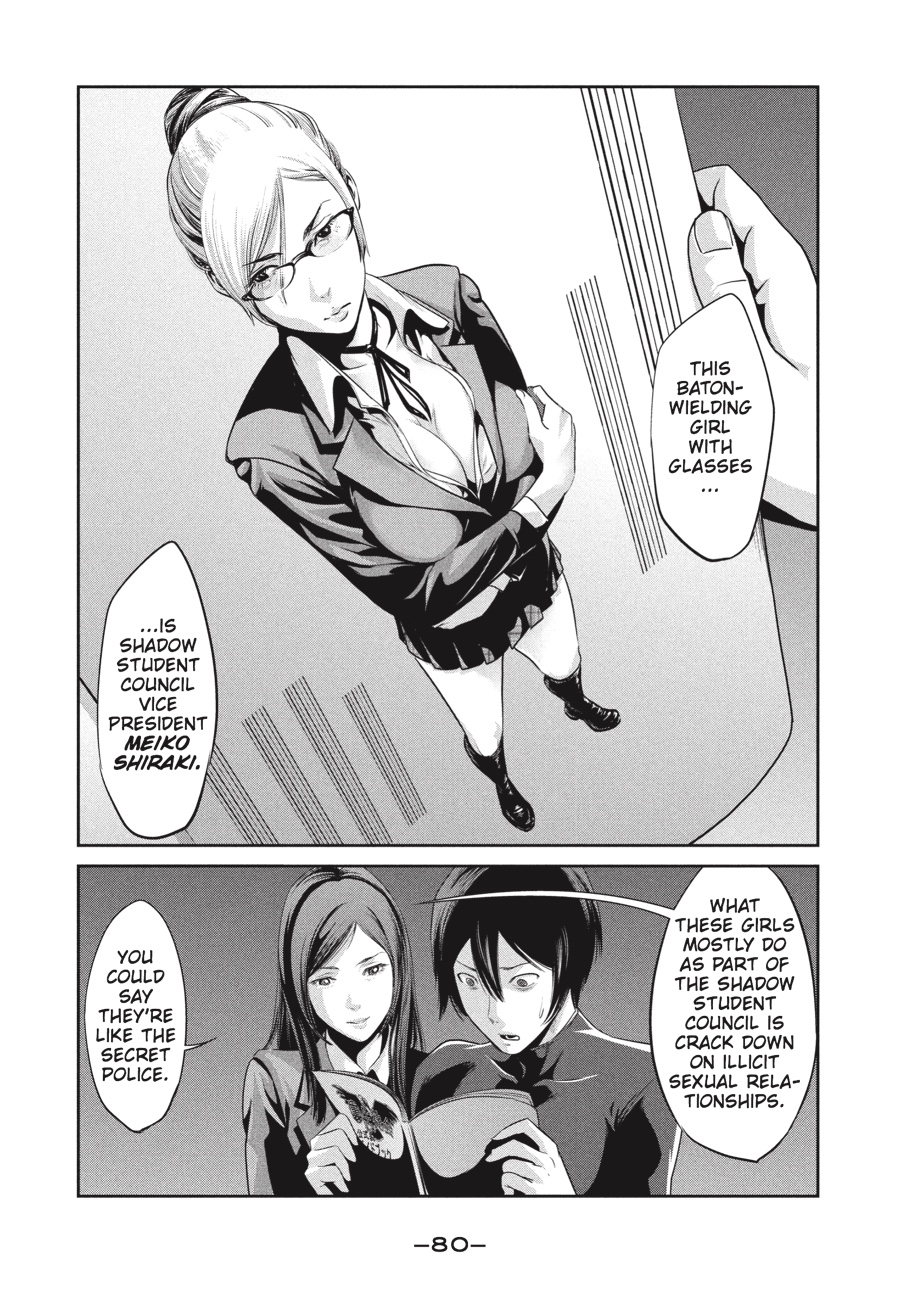 THIS
BATON-
WIELDING
GIRL
WITH
GLASSES
...
...IS
SHADOW
STUDENT
COUNCIL
VICE
PRESIDENT
MEIKO
SHIRAKI.
WHAT
THESE GIRLS
MOSTLY DO
AS PART OF
THE SHADOW
STUDENT
COUNCIL IS
CRACK DOWN
ON ILLICIT
SEXUAL RELA-
TIONSHIPS.
YOU
COULD
SAY
THEY'RE
LIKE THE
SECRET
POLICE.
–80–